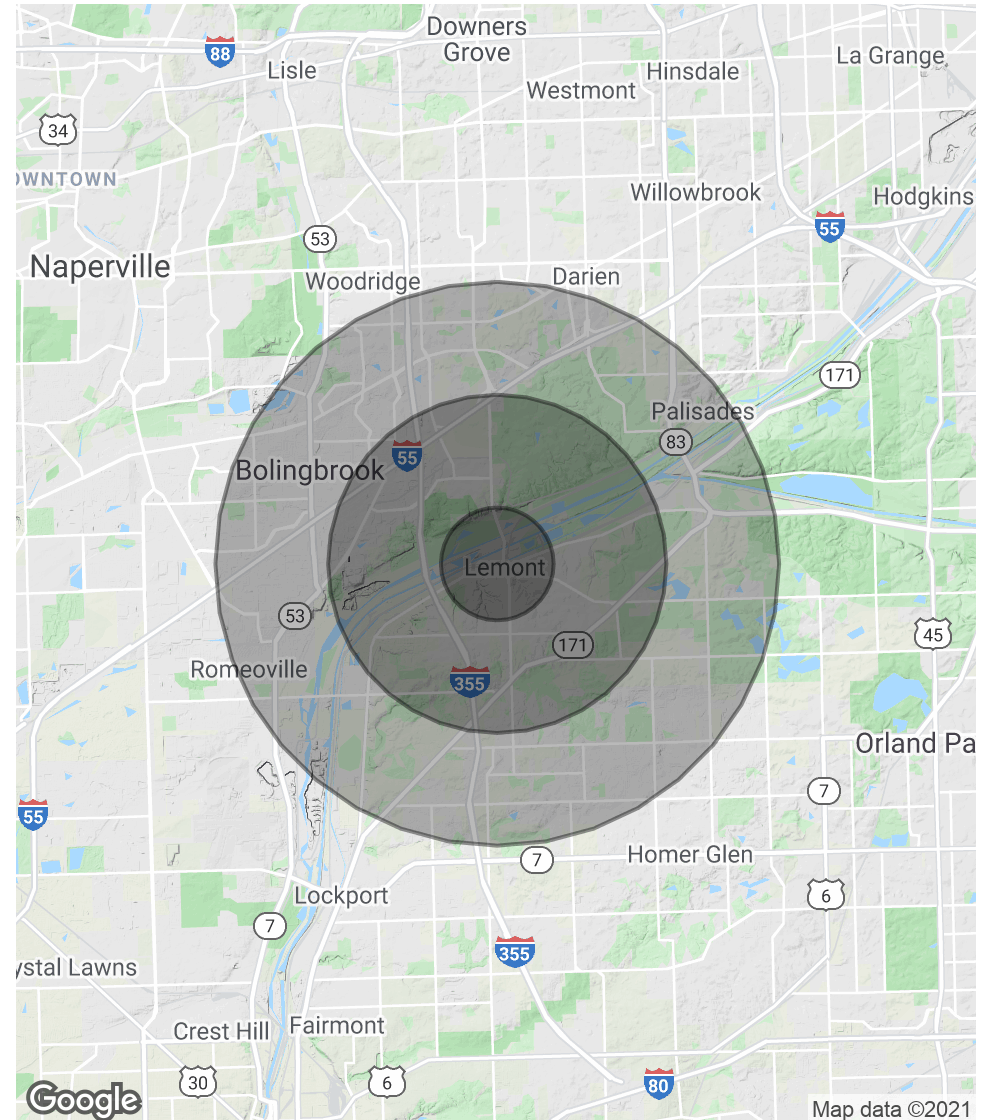 Downers
Grove
88
Lisle
La Grange
Hinsdale
Westmont
34
OWNTOWN
Willowbrook
Hodgkins
55
53
Naperville
Woodridge
Darien
171
Palisades
83
55
Bolingbrook
Lemont
53
171
45
Romeoville
355
Orland Pa
7
55
Homer Glen
7
6
Lockport
7
355
ystal Lawns
Crest Hill
Fairmont
30
6
80
Google
Map data ©2021